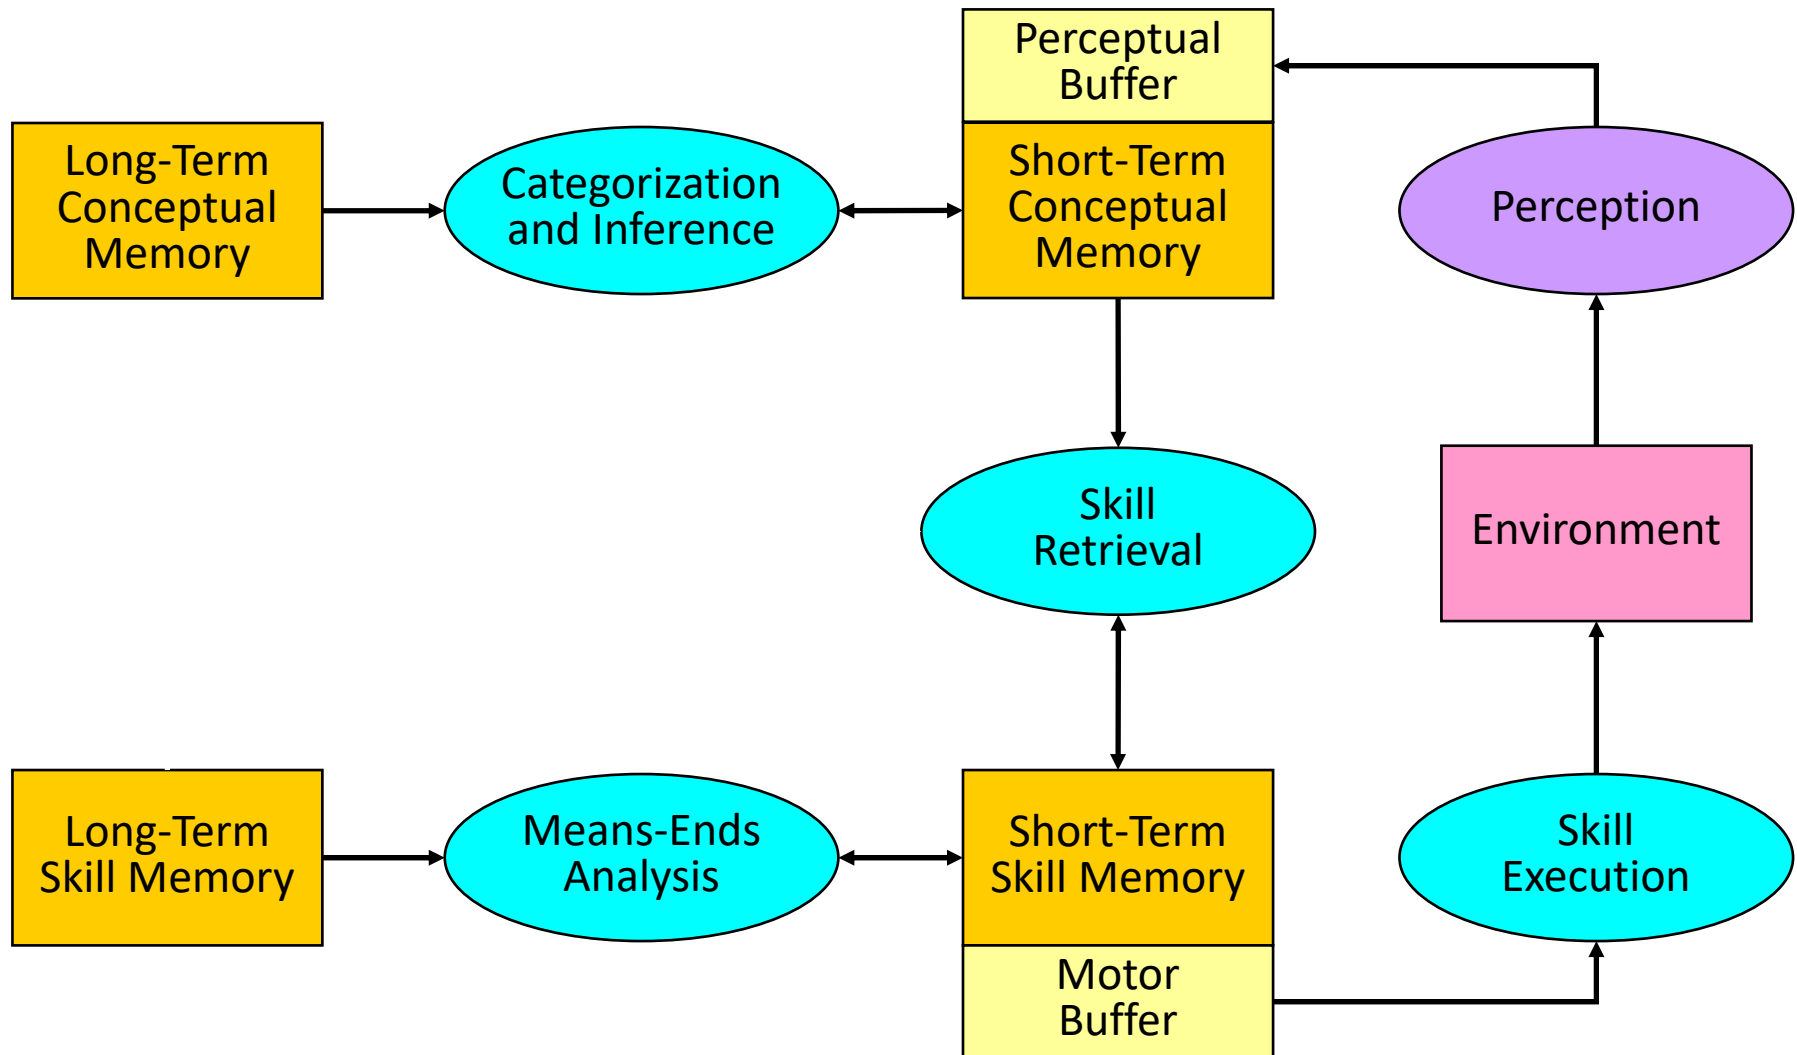 Perceptual
Buffer
Long-Term
Conceptual
Memory
Categorization
and Inference
Short-Term
Conceptual
Memory
Perception
Skill
Retrieval
Environment
Long-Term
Skill Memory
Means-Ends
Analysis
Short-Term
Skill Memory
Skill
Execution
Motor
Buffer